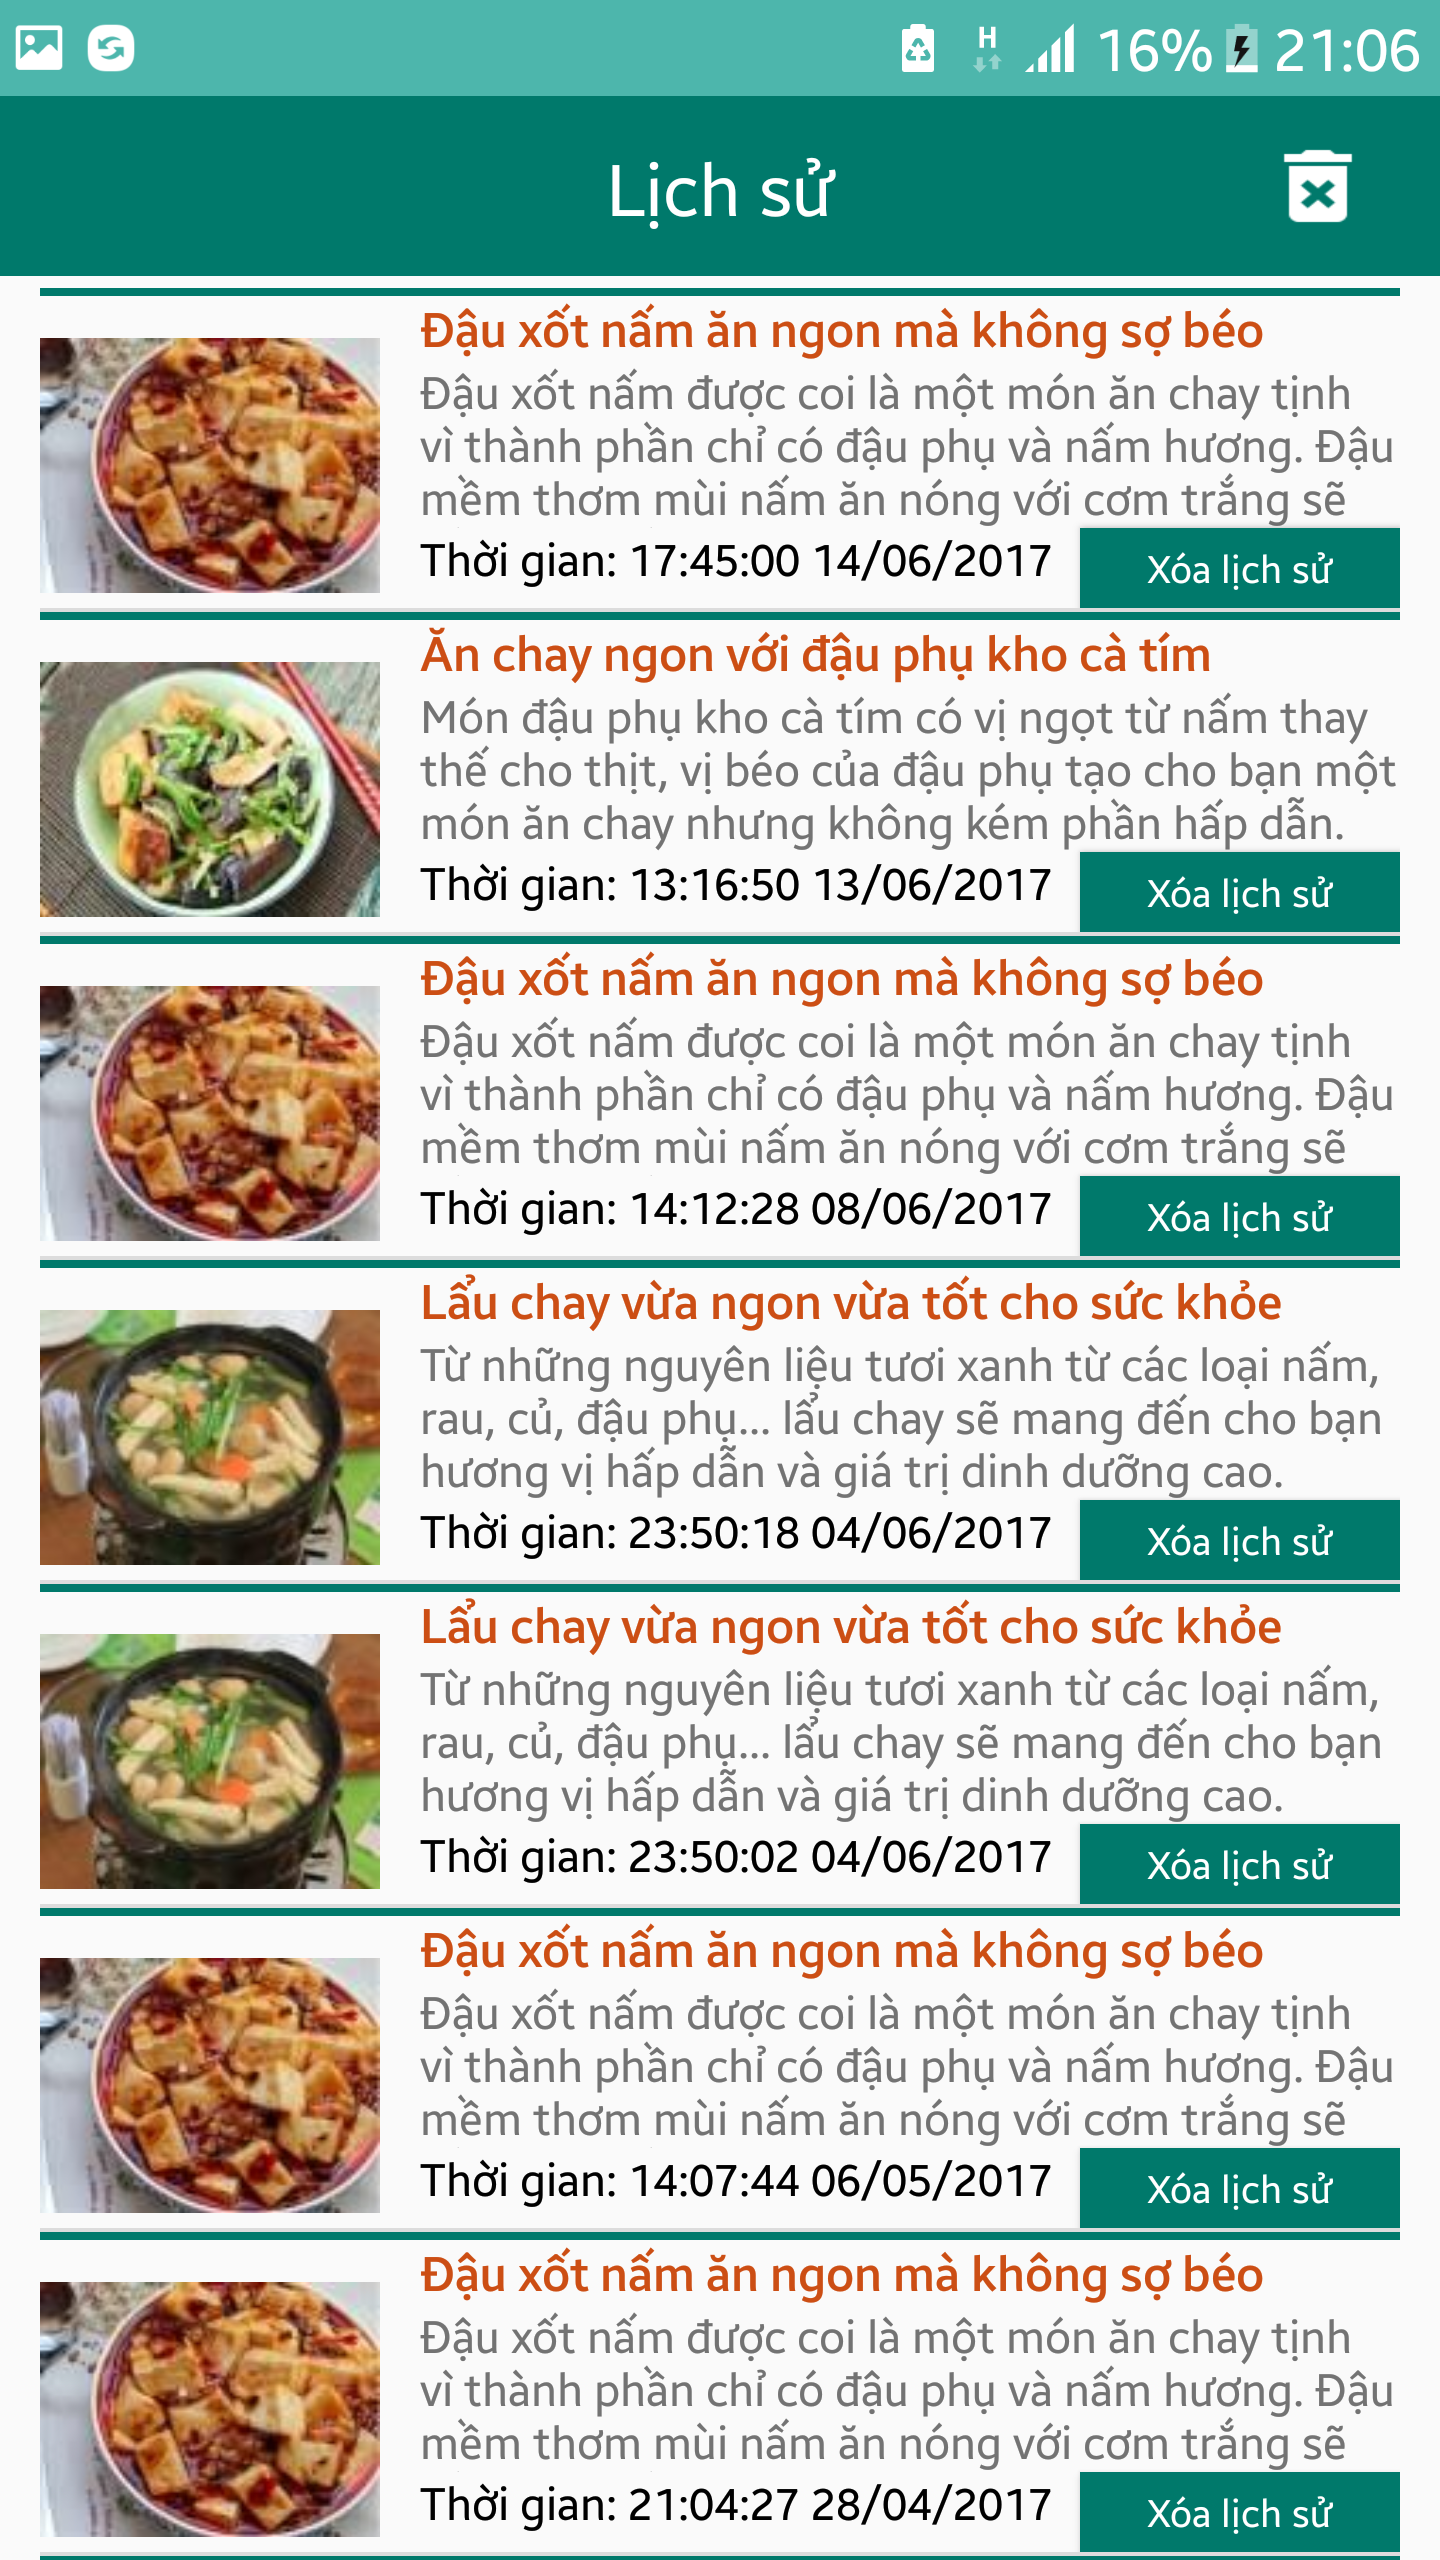 H 16% 21:06
Lịch sử
Đậu xốt nấm ăn ngon mà không sợ béo
Đậu xốt nấm được coi là một món ăn chay tịnh
vì thành phần chỉ có đậu phụ và nấm hương. Đậu
mềm thơm mùi nấm ăn nóng với cơm trắng sẽ
Thời gian: 17:45:00 14/06/2017
Xóa lịch sử
Ăn chay ngon với đậu phụ kho cà tím
Món đậu phụ kho cà tím có vị ngọt từ nấm thay
thế cho thịt, vị béo của đậu phụ tạo cho bạn một
món ăn chay nhưng không kém phần hấp dẫn.
Thời gian: 13:16:50 13/06/2017
Xóa lịch sử
Đậu xốt nấm ăn ngon mà không sợ béo
Đậu xốt nấm được coi là một món ăn chay tịnh
vì thành phần chỉ có đậu phụ và nấm hương. Đậu
mềm thơm mùi nấm ăn nóng với cơm trắng sẽ
Thời gian: 14:12:28 08/06/2017
Xóa lịch sử
Lẩu chay vừa ngon vừa tốt cho sức khỏe
Từ những nguyên liệu tươi xanh từ các loại nấm,
rau, củ, đậu phụ... lẩu chay sẽ mang đến cho bạn
hương vị hấp dẫn và giá trị dinh dưỡng cao.
Thời gian: 23:50:18 04/06/2017
Xóa lịch sử
Lẩu chay vừa ngon vừa tốt cho sức khỏe
Từ những nguyên liệu tươi xanh từ các loại nấm,
rau, củ, đậu phụ... lẩu chay sẽ mang đến cho bạn
hương vị hấp dẫn và giá trị dinh dưỡng cao.
Thời gian: 23:50:02 04/06/2017
Xóa lịch sử
Đậu xốt nấm ăn ngon mà không sợ béo
Đậu xốt nấm được coi là một món ăn chay tịnh
vì thành phần chỉ có đậu phụ và nấm hương. Đậu
mềm thơm mùi nấm ăn nóng với cơm trắng sẽ
Thời gian: 14:07:44 06/05/2017
Xóa lịch sử
Đậu xốt nấm ăn ngon mà không sợ béo
Đậu xốt nấm được coi là một món ăn chay tịnh
vì thành phần chỉ có đậu phụ và nấm hương. Đậu
mềm thơm mùi nấm ăn nóng với cơm trắng sẽ
Thời gian: 21:04:27 28/04/2017
Xóa lịch sử